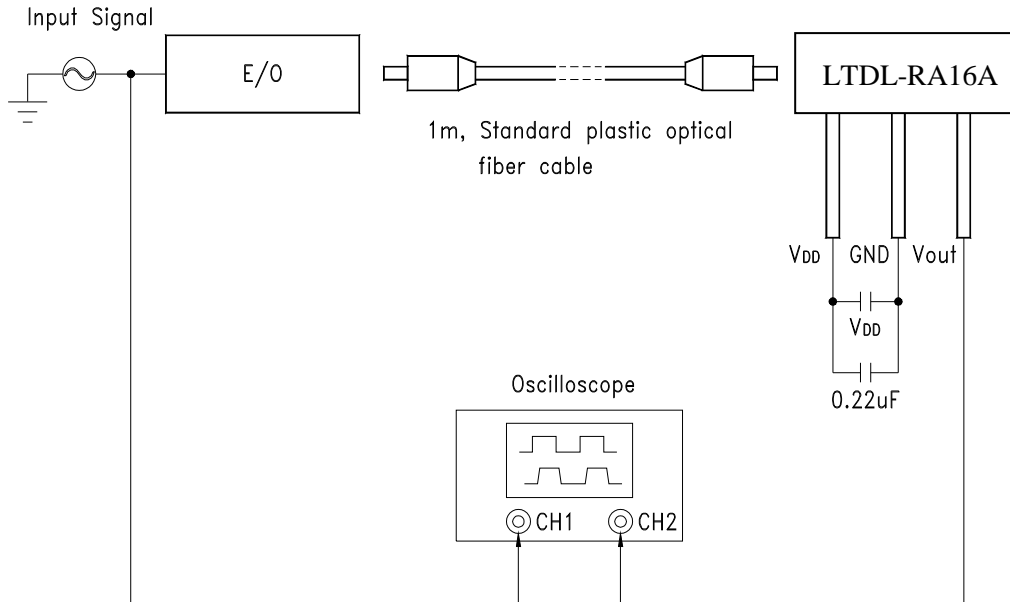 Input Signal
E/O
LTDL-RA16A
1m, Standard plastic optical
fiber cable
VDD GND Vout
VDD
0.22uF
Oscilloscope
CH1 CH2